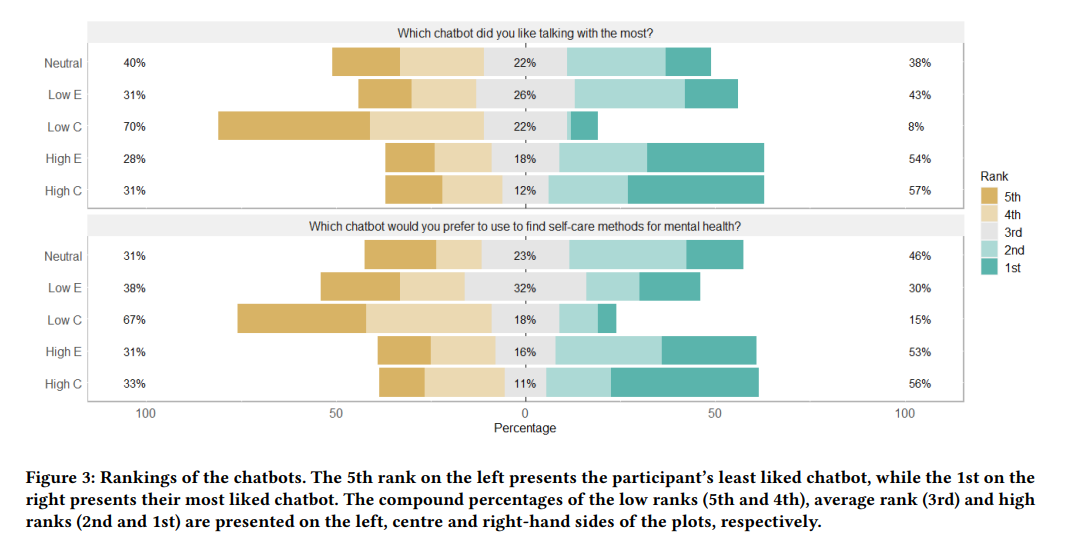 Which chatbot did you like talking with the most?
Neutral 40% 22% 38%
Low E 31% 26% 43%
Low C 70% 22% 8%
High E 28% 18% 54%
High C 31% 12% 57%
Which chatbot would you prefer to use to find self-care methods for mental health?
Neutral 31% 23% 46%
Low E 38% 32% 30%
Low C 67% 18% 15%
High E 31% 16% 53%
High C 33% 11% 56%
100 50 0 50 100
Percentage
Rank
5th
4th
3rd
2nd
1st
Figure 3: Rankings of the chatbots. The 5th rank on the left presents the participant's least liked chatbot, while the 1st on the
right presents their most liked chatbot. The compound percentages of the low ranks (5th and 4th), average rank (3rd) and high
ranks (2nd and 1st) are presented on the left, centre and right-hand sides of the plots, respectively.